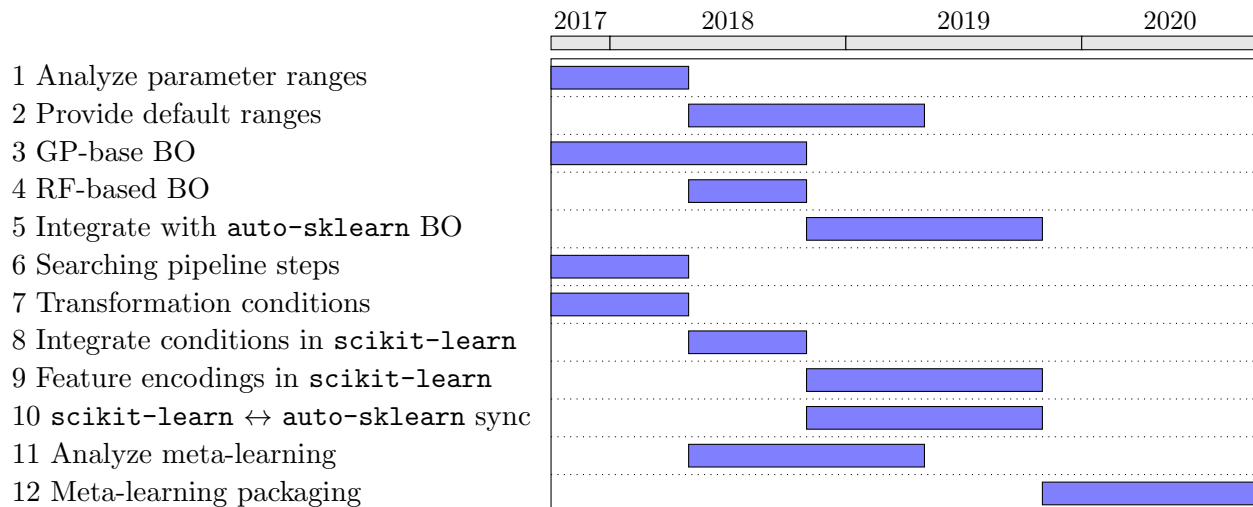 2017 2018 2019 2020
1 Analyze parameter ranges
2 Provide default ranges
3 GP-base BO
4 RF-based BO
5 Integrate with auto-sklearn BO
6 Searching pipeline steps
7 Transformation conditions
8 Integrate conditions in scikit-learn
9 Feature encodings in scikit-learn
10 scikit-learn ↔ auto-sklearn sync
11 Analyze meta-learning
12 Meta-learning packaging